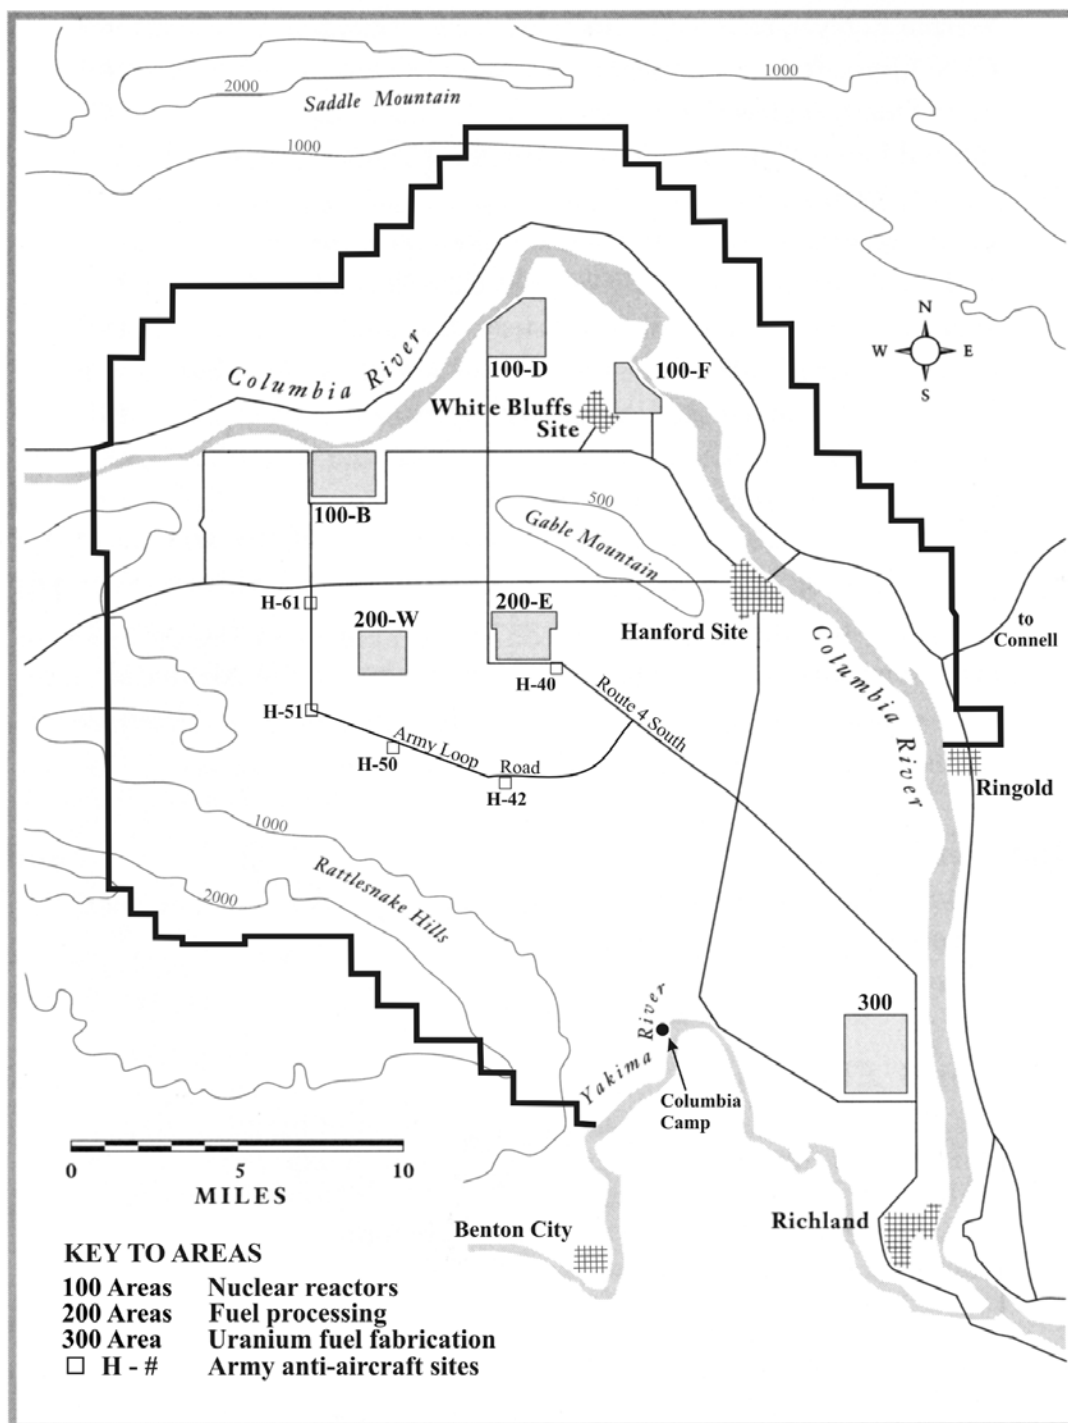 1000
2000
Saddle Mountain
1000
N
W
E
S
Columbia River
100-D
100-F
White Bluffs
Site
100-B
500
Gable Mountain
H-61
200-W
200-E
Hanford Site
to
Connell
H-40
H-51
Route 4 South
Columbia River
Army Loop
Road
H-50
H-42
Ringold
1000
2000
Rattlesnake Hills
300
Yakima River
Columbia
Camp
0
5
10
MILES
Benton City
Richland
KEY TO AREAS
100 Areas Nuclear reactors
200 Areas Fuel processing
300 Area Uranium fuel fabrication
H - # Army anti-aircraft sites